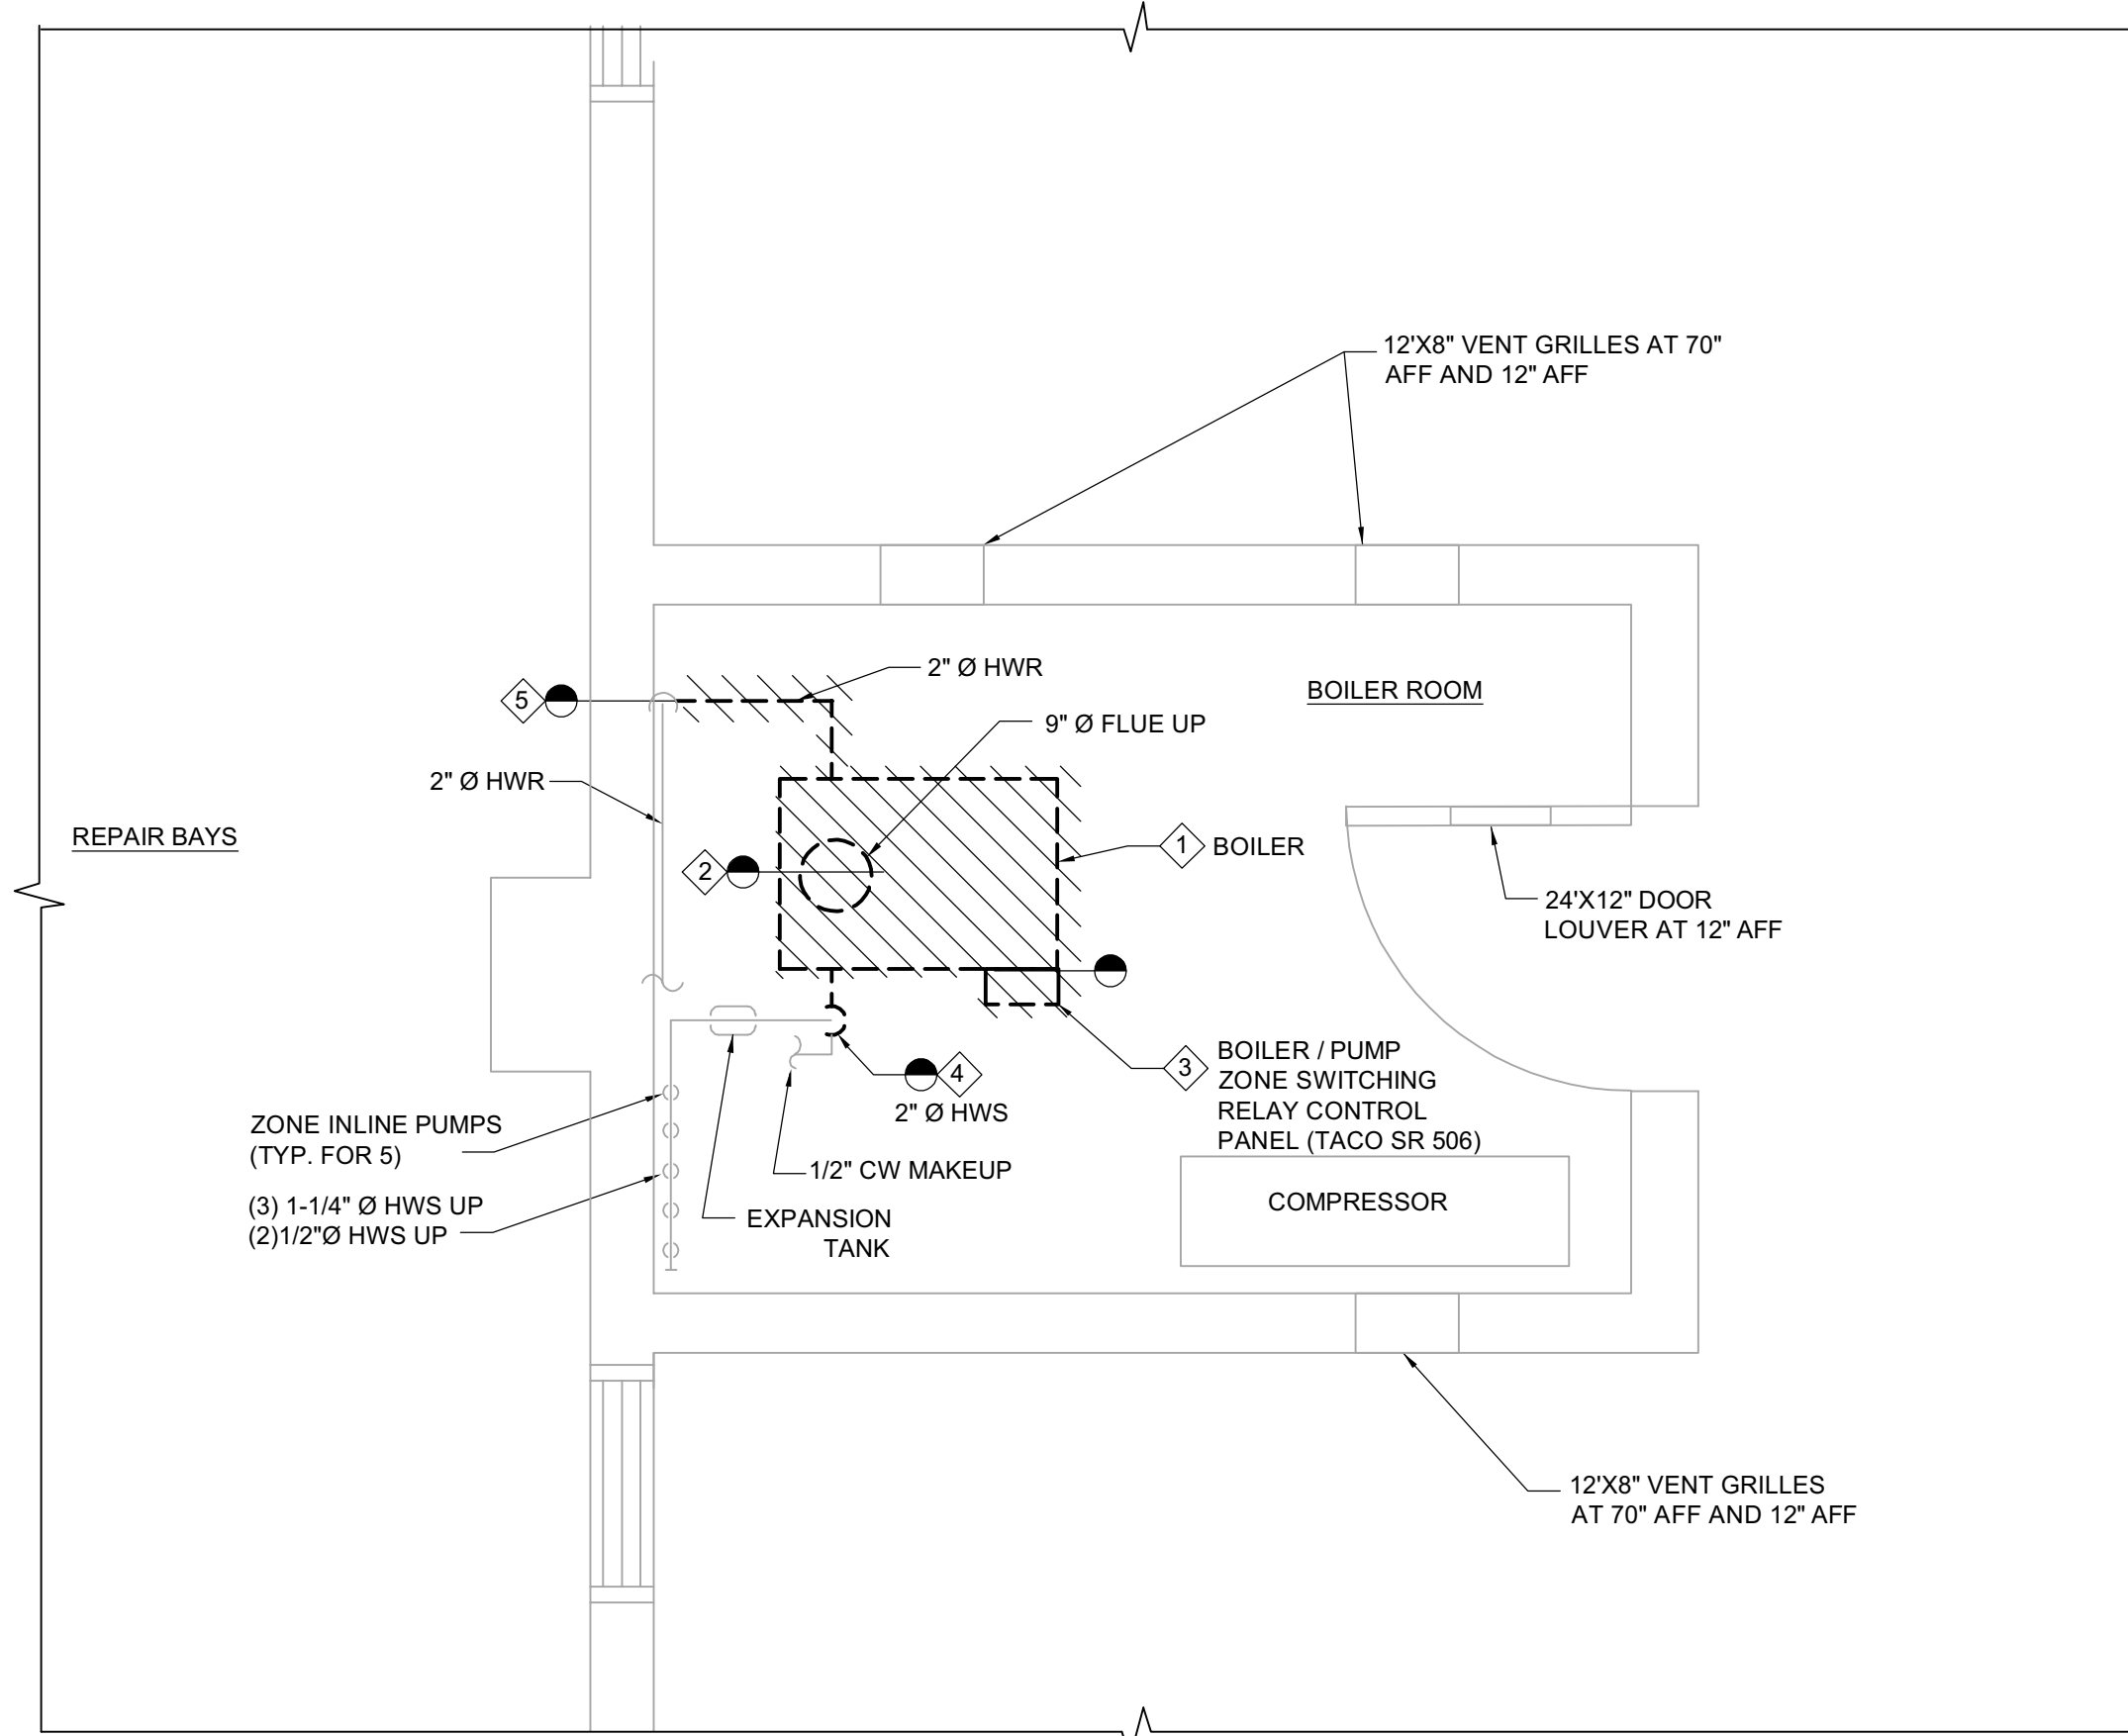 12'X8" VENT GRILLES AT 70"
AFF AND 12" AFF
2" Ø HWR
BOILER ROOM
5
9" Ø FLUE UP
2" Ø HWR
REPAIR BAYS
1
BOILER
2
24'X12" DOOR
LOUVER AT 12" AFF
BOILER / PUMP
ZONE SWITCHING
RELAY CONTROL
PANEL (TACO SR 506)
3
4
2" Ø HWS
ZONE INLINE PUMPS
(TYP. FOR 5)
1/2" CW MAKEUP
(3) 1-1/4" Ø HWS UP
(2)1/2"Ø HWS UP
EXPANSION
TANK
COMPRESSOR
12'X8" VENT GRILLES
AT 70" AFF AND 12" AFF